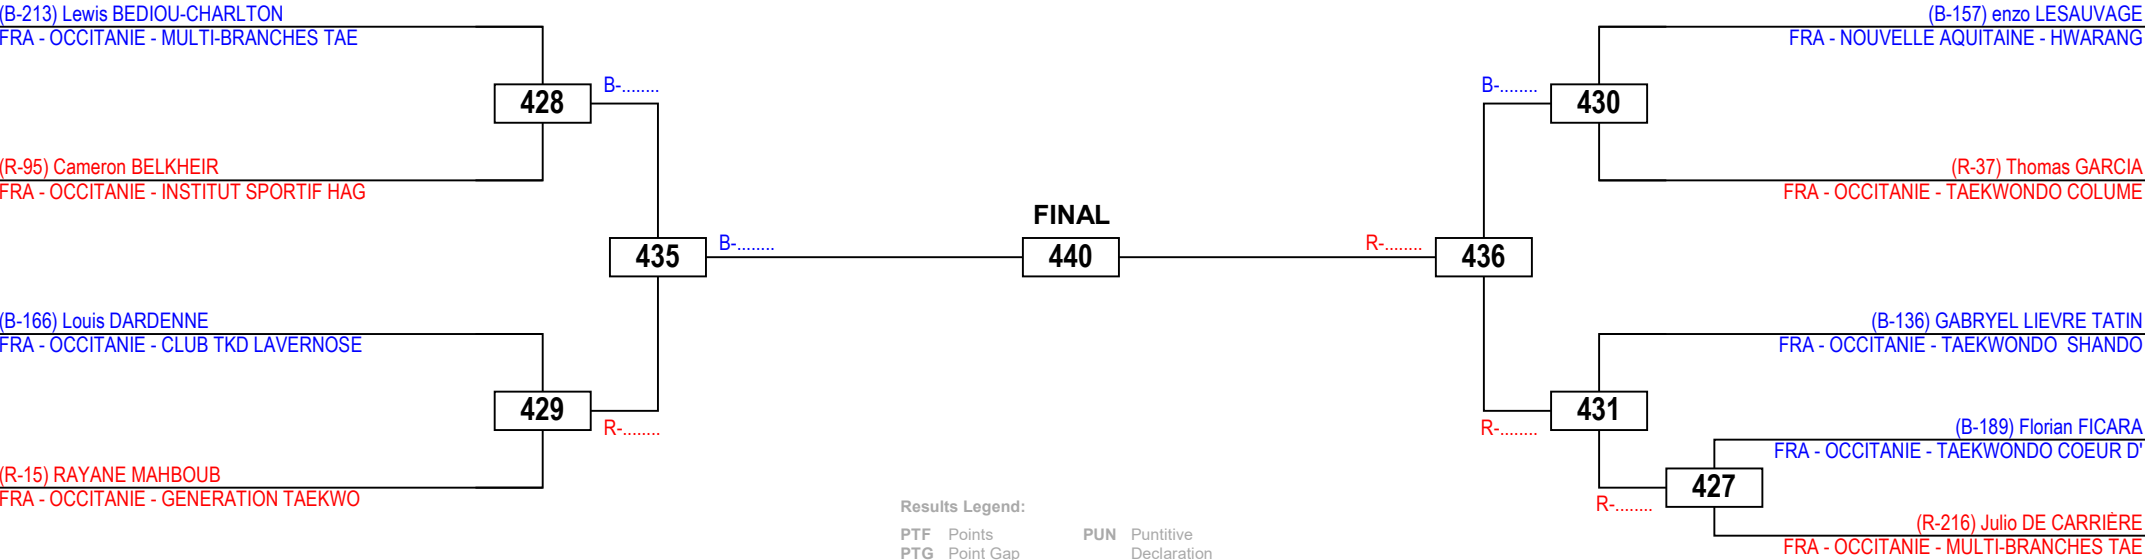 (B-213) Lewis BEDIOU-CHARLTON
FRA - OCCITANIE - MULTI-BRANCHES TAE
428
B-........
(R-95) Cameron BELKHEIR
FRA - OCCITANIE - INSTITUT SPORTIF HAG
435
B-........
(B-166) Louis DARDENNE
FRA - OCCITANIE - CLUB TKD LAVERNOSE
429
R-........
(R-15) RAYANE MAHBOUB
FRA - OCCITANIE - GENERATION TAEKWO
FINAL
440
(B-157) enzo LESAUVAGE
FRA - NOUVELLE AQUITAINE - HWARANG
B-........
430
(R-37) Thomas GARCIA
FRA - OCCITANIE - TAEKWONDO COLUME
R-........
436
(B-136) GABRYEL LIEVRE TATIN
FRA - OCCITANIE - TAEKWONDO  SHANDO
R-........
431
(B-189) Florian FICARA
FRA - OCCITANIE - TAEKWONDO COEUR D'
427
R-........
(R-216) Julio DE CARRIÈRE
FRA - OCCITANIE - MULTI-BRANCHES TAE
Results Legend:
PTF Points PUN Puntitive
PTG Point Gap Declaration